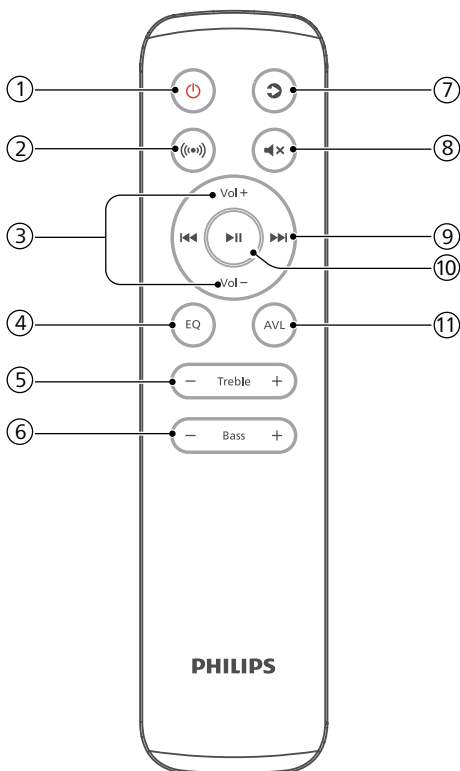 1
7
2
8
Vol+
3
9
10
Vol−
4
EQ
AVL
11
5
− Treble +
6
− Bass +
PHILIPS